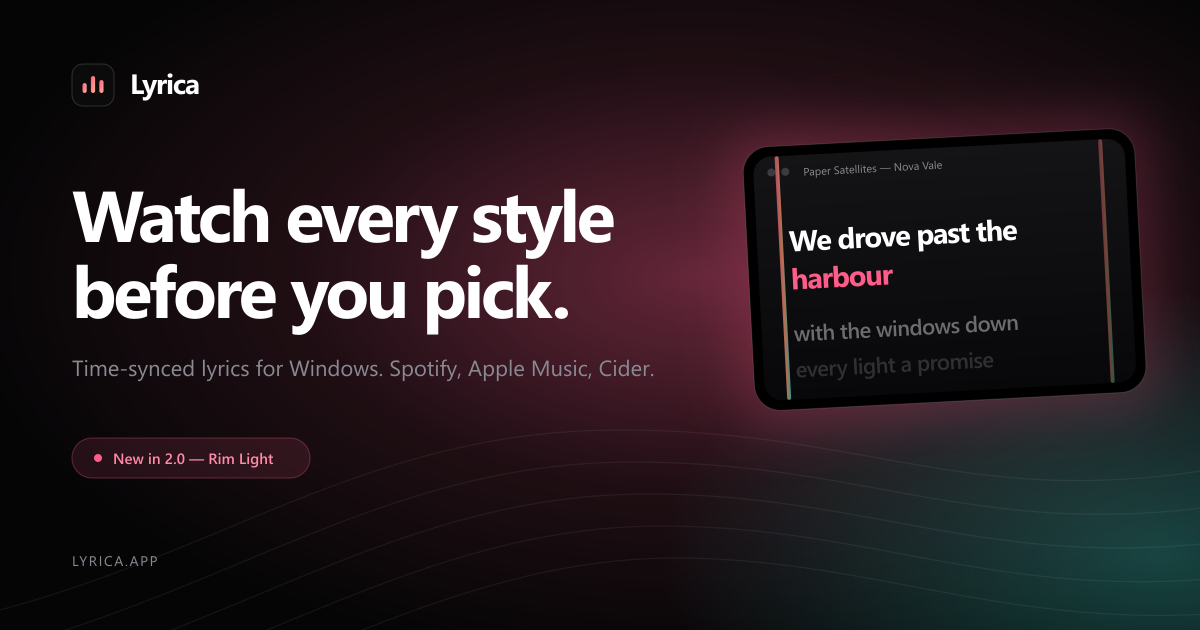 Lyrica
Watch every style
before you pick.
Time-synced lyrics for Windows. Spotify, Apple Music, Cider.
New in 2.0 — Rim Light
LYRICA.APP
Paper Satellites — Nova Vale
We drove past the
harbour
with the windows down
every light a promise